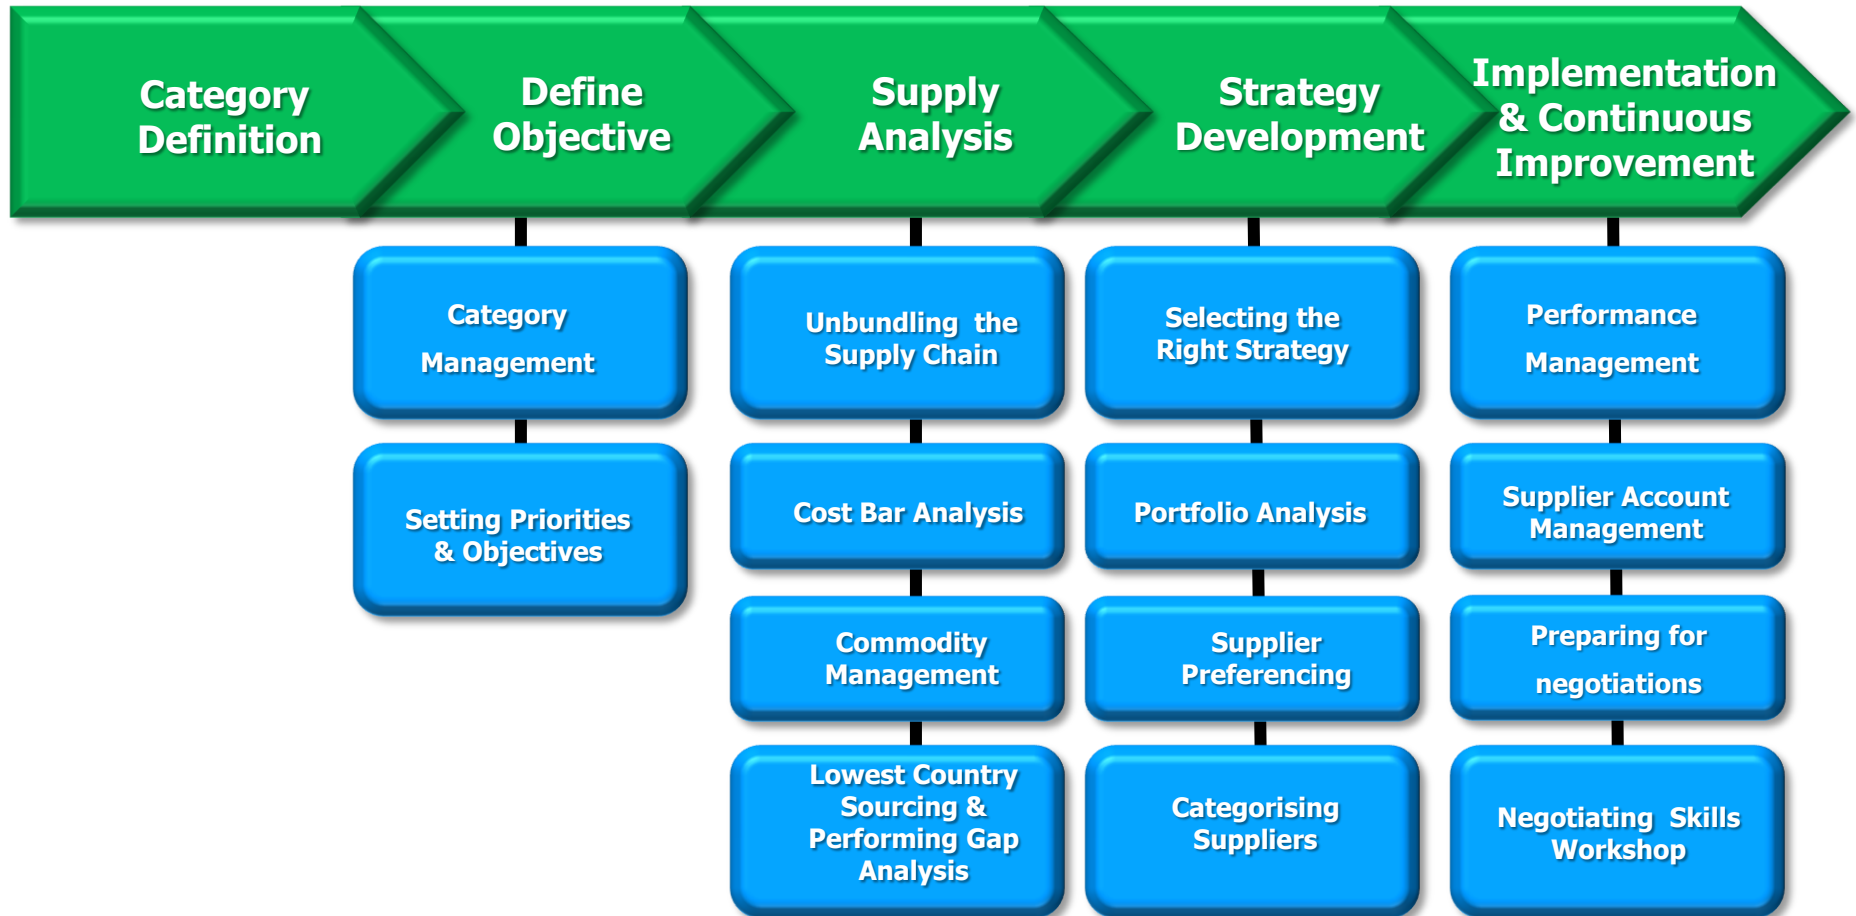 Category
Definition
Define
Objective
Supply
Analysis
Strategy
Development
Implementation
& Continuous
Improvement
Category
Management
Setting Priorities
& Objectives
Unbundling  the
Supply Chain
Cost Bar Analysis
Commodity
Management
Lowest Country
Sourcing &
Performing Gap
Analysis
Selecting the
Right Strategy
Portfolio Analysis
Supplier
Preferencing
Categorising
Suppliers
Performance
Management
Supplier Account
Management
Preparing for
negotiations
Negotiating  Skills
Workshop